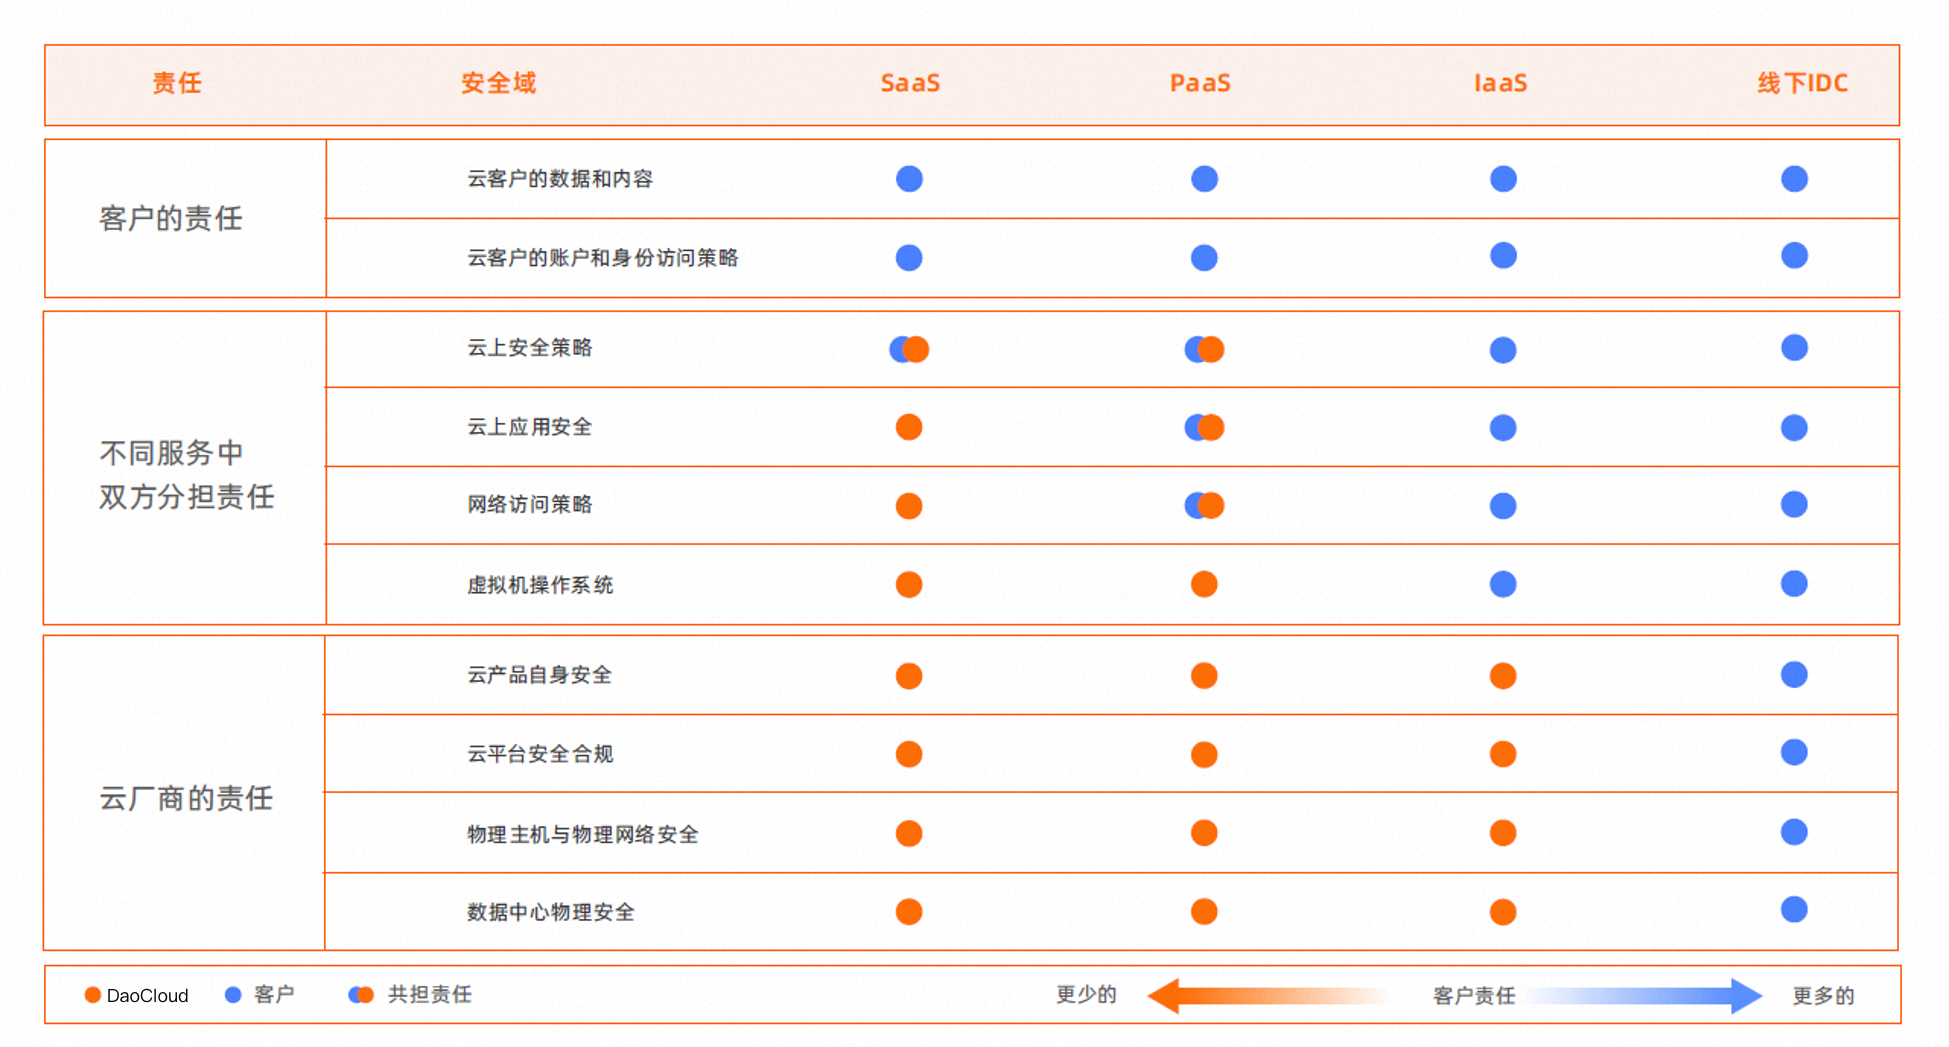 责任 安全域 SaaS PaaS IaaS 线下IDC
客户的责任
云客户的数据和内容
云客户的账户和身份访问策略
不同服务中
双方分担责任
云上安全策略
云上应用安全
网络访问策略
虚拟机操作系统
云厂商的责任
云产品自身安全
云平台安全合规
物理主机与物理网络安全
数据中心物理安全
DaoCloud 客户 共担责任 更少的 客户责任 更多的